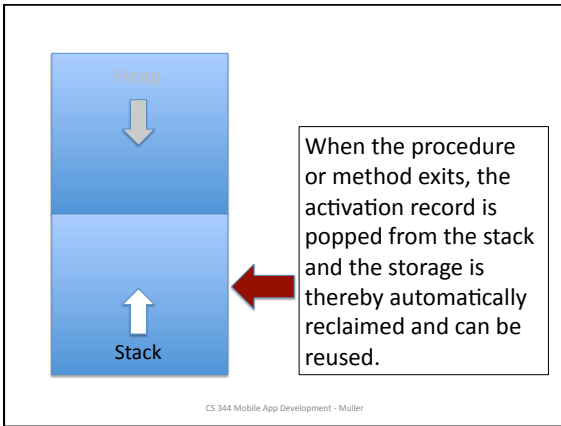 Heap
When the procedure
or method exits, the
activation record is
popped from the stack
and the storage is
thereby automatically
reclaimed and can be
reused.
Stack
CS 344 Mobile App Development - Muller